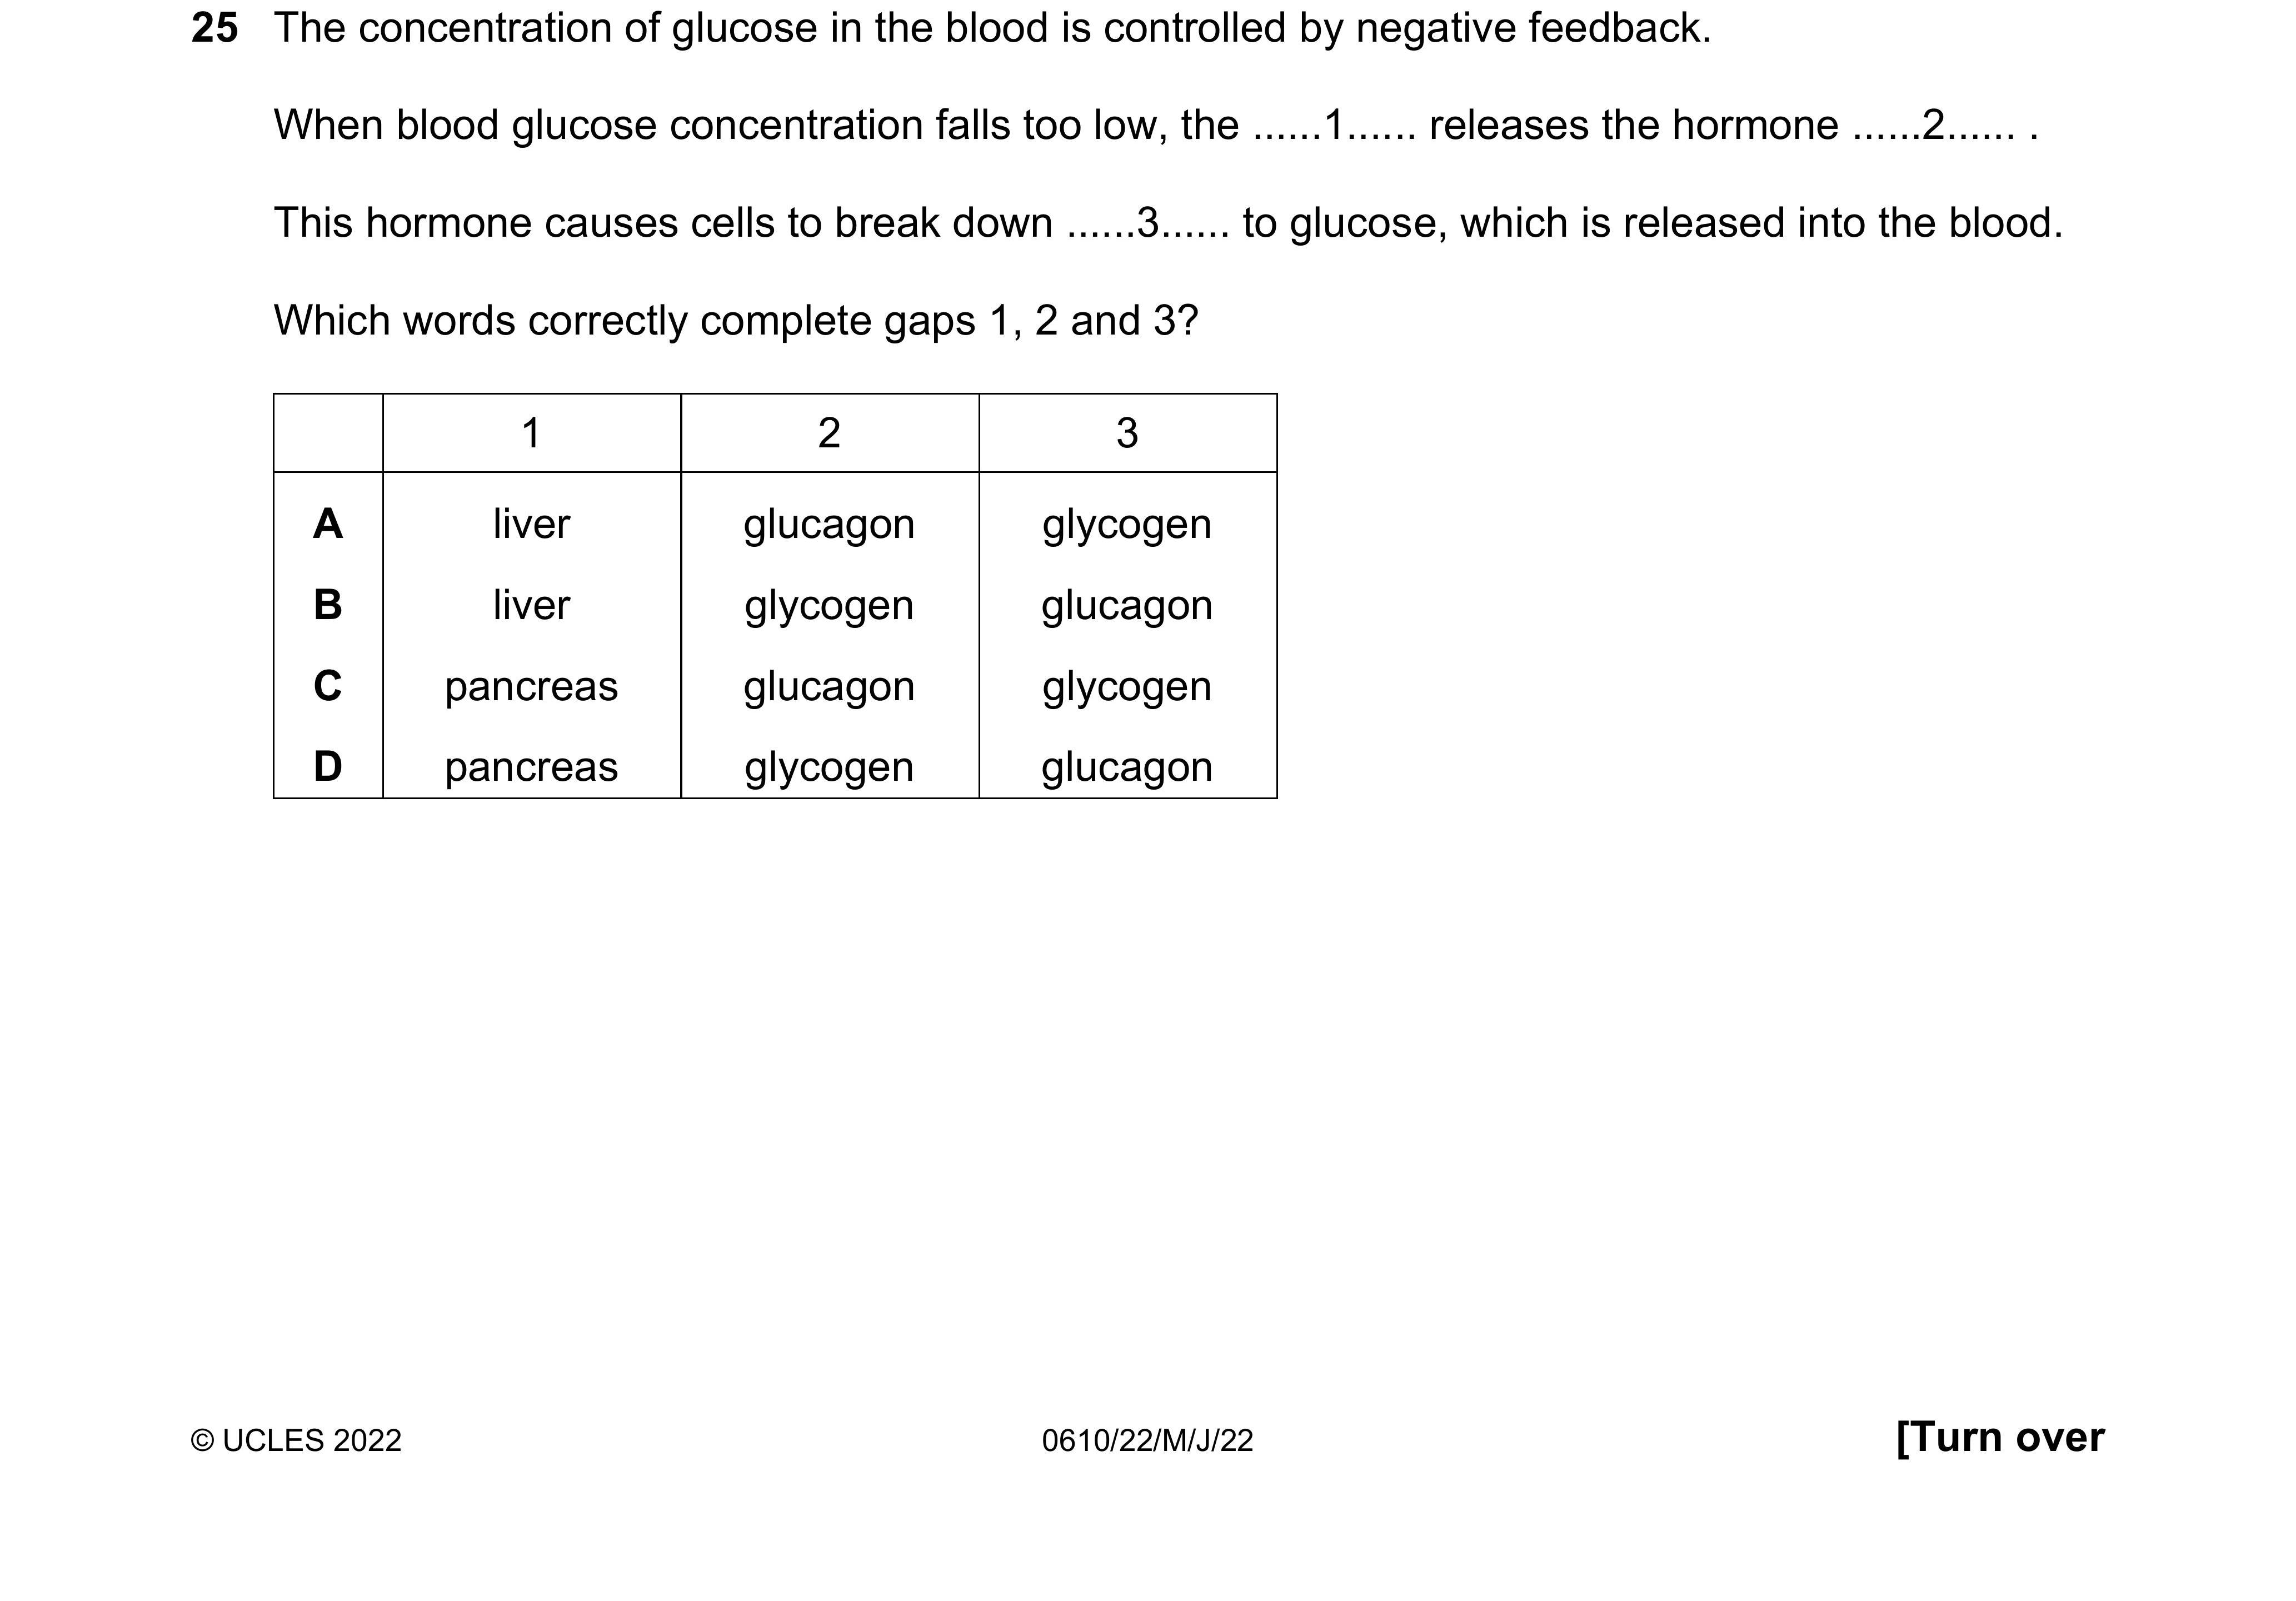 25 The concentration of glucose in the blood is controlled by negative feedback.
When blood glucose concentration falls too low, the ......1...... releases the hormone ......2...... .
This hormone causes cells to break down ......3...... to glucose, which is released into the blood.
Which words correctly complete gaps 1, 2 and 3?
1 2 3
A liver glucagon glycogen
B liver glycogen glucagon
C pancreas glucagon glycogen
D pancreas glycogen glucagon
© UCLES 2022 0610/22/M/J/22 [Turn over